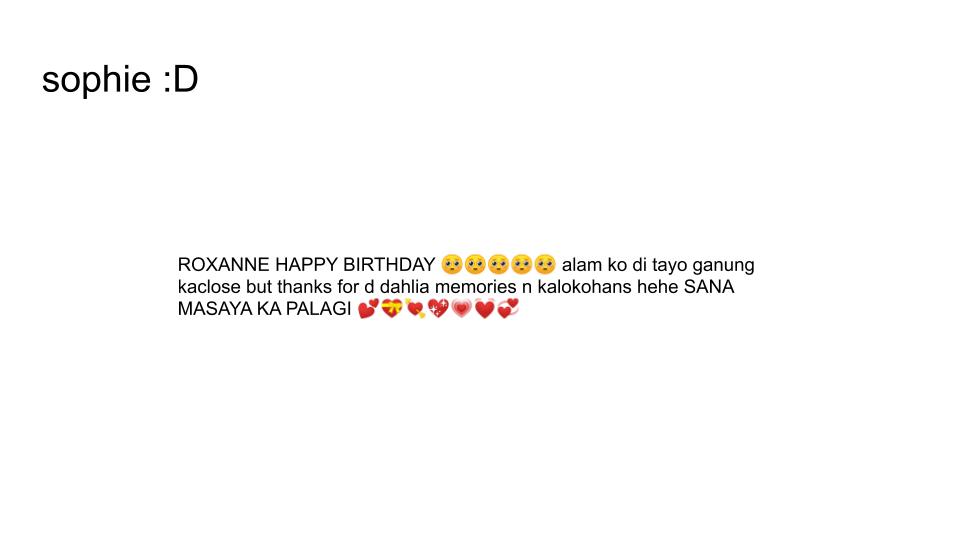 sophie :D
ROXANNE HAPPY BIRTHDAY 🥺🥺🥺🥺🥺 alam ko di tayo ganung
kaclose but thanks for d dahlia memories n kalokohans hehe SANA
MASAYA KA PALAGI 💕💝💘💖💗❤️💞